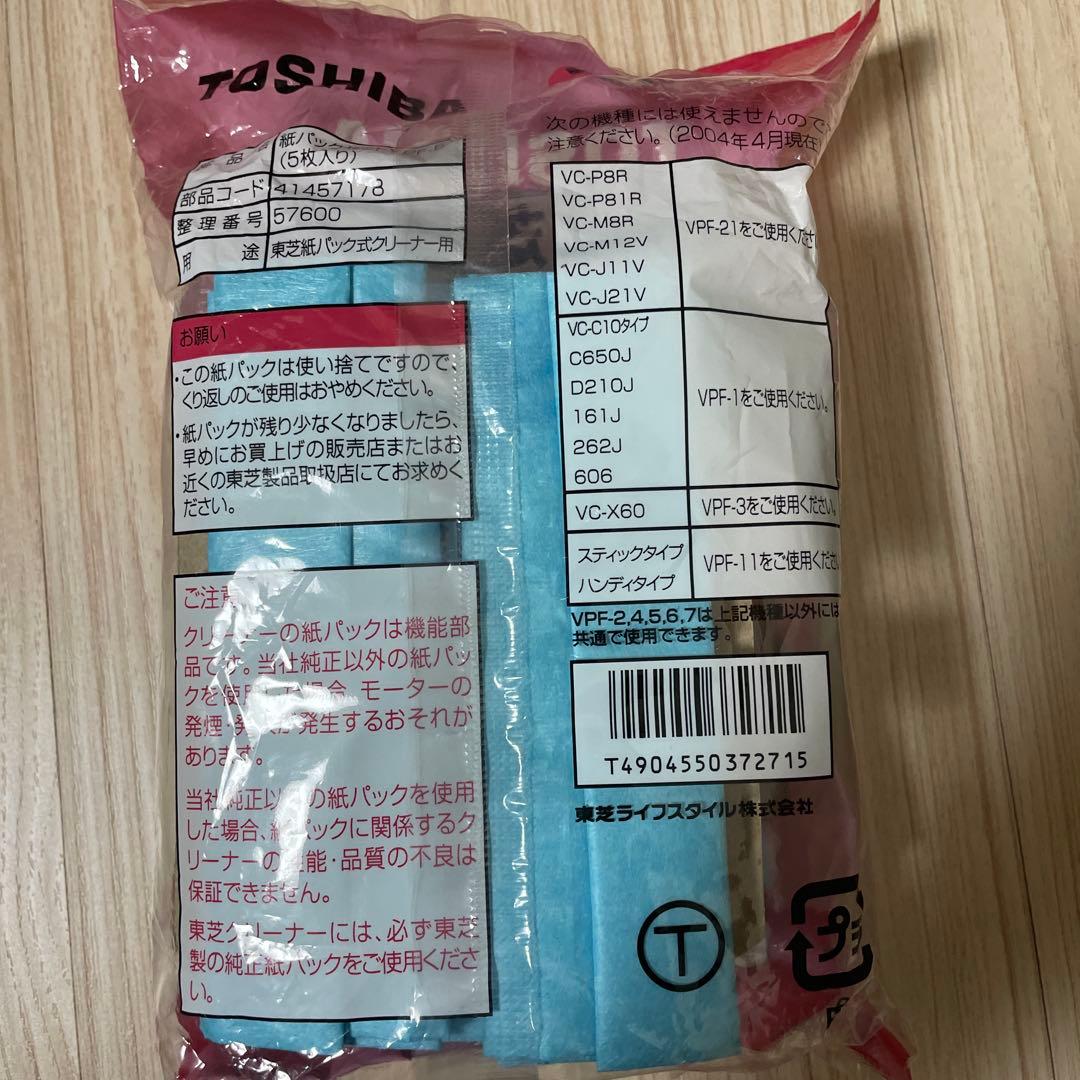 TOSHIBA
品名
紙パック
(5枚入り)
部品コード 41457178
整理番号 57600
用途 東芝紙パック式クリーナー用
お願い
・この紙パックは使い捨てですので、
くり返しのご使用はおやめください。
・紙パックが残り少なくなりましたら、
早めにお買上げの販売店またはお
近くの東芝製品取扱店にてお求めく
ださい。
ご注意
クリーナーの紙パックは機能部
品です。当社純正以外の紙パッ
クを使用した場合、モーターの
発煙・発火が発生するおそれが
あります。
当社純正以外の紙パックを使用
した場合、紙パックに関係するク
リーナーの性能・品質の不良は
保証できません。
東芝クリーナーには、必ず東芝
製の純正紙パックをご使用くださ
い。
次の機種には使えませんので
注意ください。(2004年4月現在
VC-P8R
VC-P81R
VC-M8R
VC-M12V
VC-J11V
VC-J21V
VPF-21をご使用くださ
VC-C10タイプ
C650J
D210J
161J
262J
606
VPF-1をご使用ください。
VC-X60 VPF-3をご使用ください。
スティックタイプ
ハンディタイプ
VPF-11をご使用くださ
VPF-2,4,5,6,7は上記機種以外には
共通で使用できます。
T4904550372715
東芝ライフスタイル株式会社
T
プラ